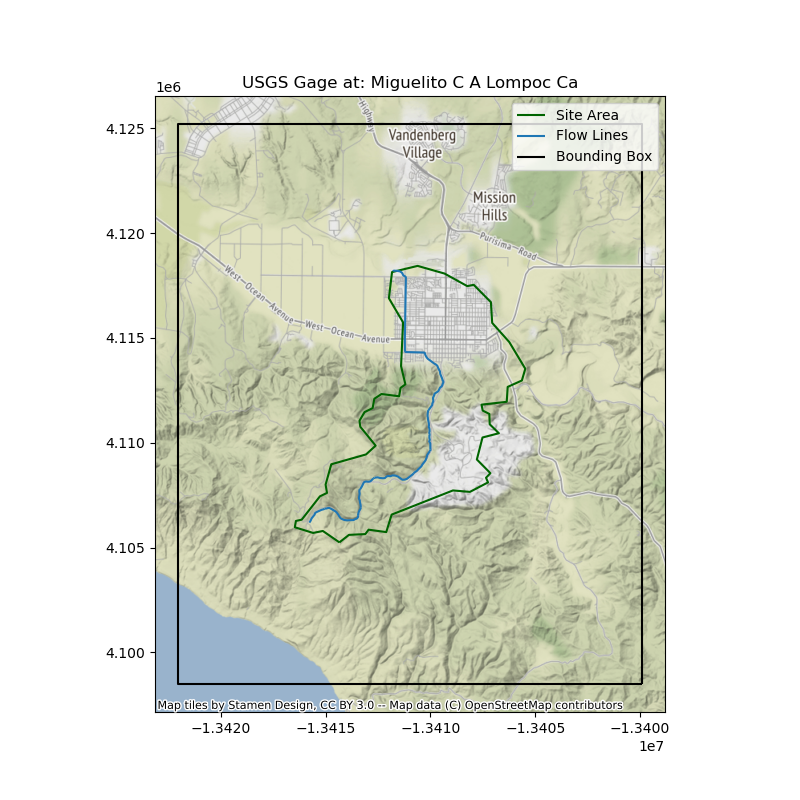 USGS Gage at: Miguelito C A Lompoc Ca
1e6
Site Area
Flow Lines
Bounding Box
Highway
Vandenberg
Village
Mission
Hills
Purisima Road
West Ocean Avenue
West Ocean Avenue
4.125
4.120
4.115
4.110
4.105
4.100
Map tiles by Stamen Design, CC BY 3.0 -- Map data (C) OpenStreetMap contributors
−1.3420
−1.3415
−1.3410
−1.3405
−1.3400
1e7